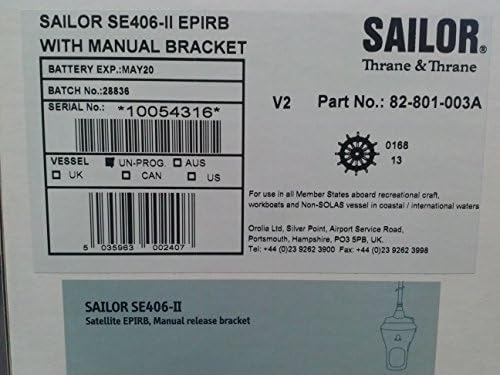 SAILOR SE406-II EPIRB
WITH MANUAL BRACKET
SAILOR®
Thrane & Thrane
BATTERY EXP.:MAY20
BATCH No.:28836
SERIAL No.: *10054316*
V2 Part No.: 82-801-003A
VESSEL UN-PROG. AUS
UK CAN US
0168
13
For use in all Member States aboard recreational craft,
workboats and Non-SOLAS vessel in coastal / international waters
Orolia Ltd, Silver Point, Airport Service Road,
Portsmouth, Hampshire, PO3 5PB, UK.
Tel: +44 (0)23 9262 3900 Fax: +44 (0)23 9262 3998
5 035963 002407
SAILOR SE406-II
Satellite EPIRB, Manual release bracket